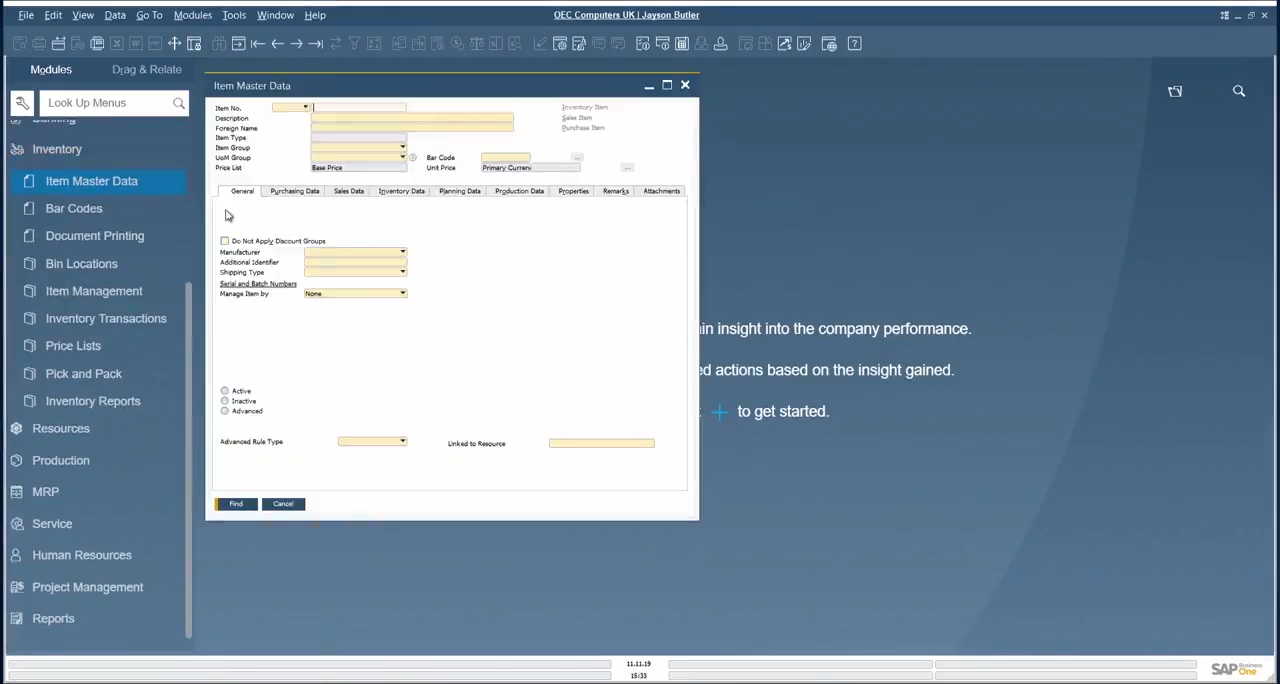 File Edit View Data Go To Modules Tools Window Help
OEC Computers UK | Jayson Butler
Modules Drag & Relate
Look Up Menus
Banking
Inventory
Item Master Data
Bar Codes
Document Printing
Bin Locations
Item Management
Inventory Transactions
Price Lists
Pick and Pack
Inventory Reports
Resources
Production
MRP
Service
Human Resources
Project Management
Reports
Item Master Data
Item No.
Description
Foreign Name
Item Type
Item Group
UoM Group
Price List Base Price
Bar Code
Unit Price Primary Curren
Inventory Item
Sales Item
Purchase Item
General Purchasing Data Sales Data Inventory Data Planning Data Production Data Properties Remarks Attachments
Do Not Apply Discount Groups
Manufacturer
Additional Identifier
Shipping Type
Serial and Batch Numbers
Manage Item by None
Active
Inactive
Advanced
Advanced Rule Type
Linked to Resource
Find Cancel
in insight into the company performance.
ed actions based on the insight gained.
to get started.
11.11.19
15:33
SAP Business One